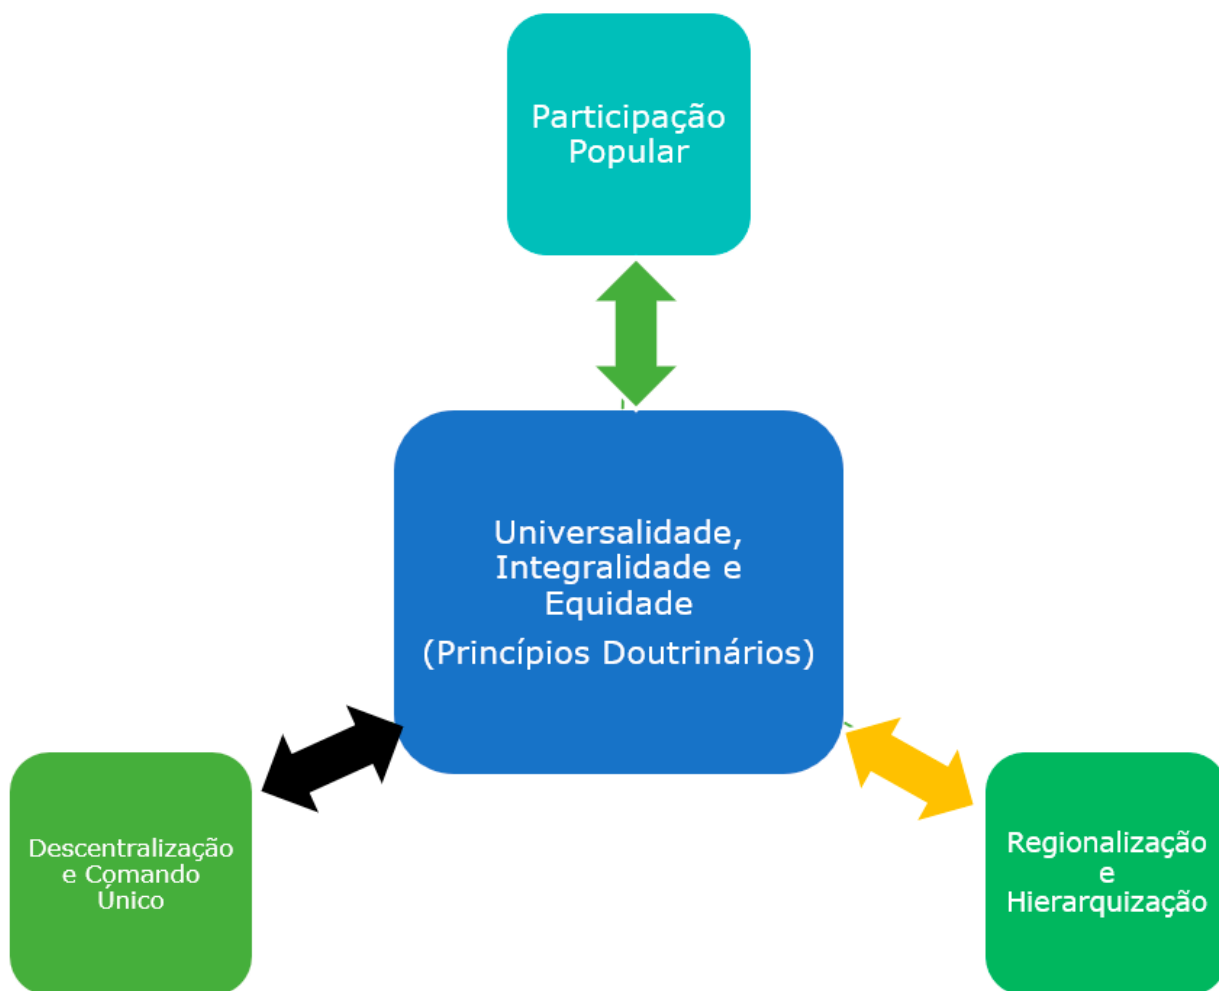 Participação
Popular
Universalidade,
Integralidade e
Equidade
(Princípios Doutrinários)
Descentralização
e Comando
Único
Regionalização
e
Hierarquização